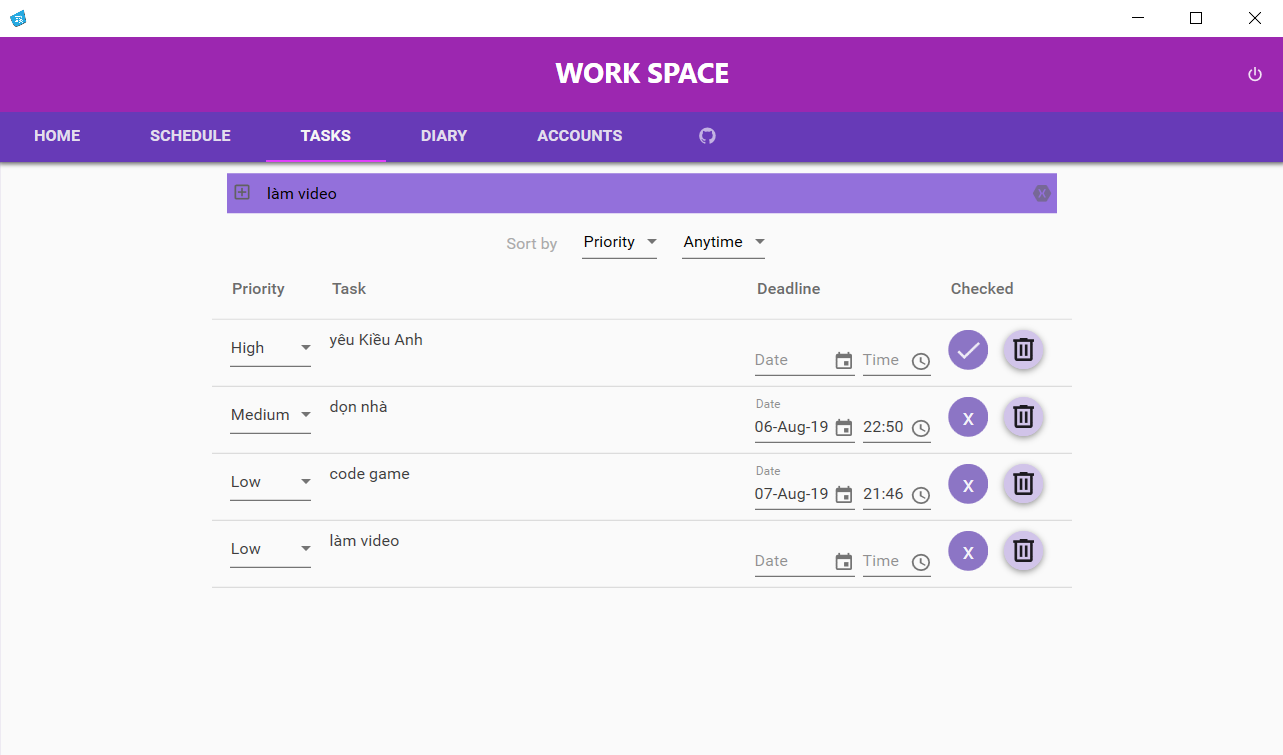 WORK SPACE
HOME SCHEDULE TASKS DIARY ACCOUNTS
làm video
Sort by Priority Anytime
Priority Task Deadline Checked
High yêu Kiều Anh Date Time
Medium dọn nhà Date 06-Aug-19 22:50 X
Low code game Date 07-Aug-19 21:46 X
Low làm video Date Time X